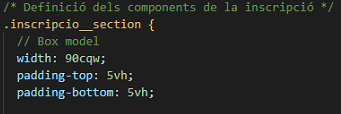 /* Definició dels components de la inscripció */
.inscripcio__section {
// Box model
width: 90cqw;
padding-top: 5vh;
padding-bottom: 5vh;